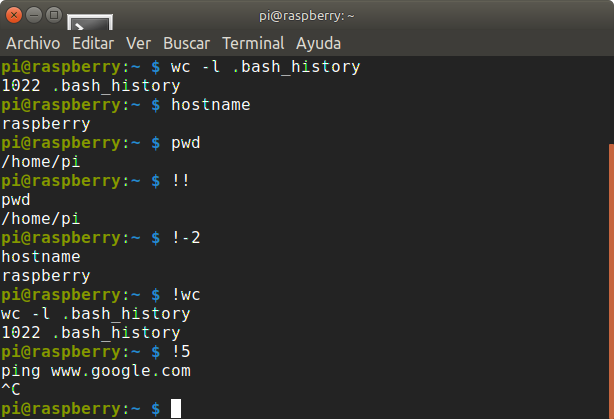 pi@raspberry: ~
Archivo Editar Ver Buscar Terminal Ayuda
pi@raspberry:~ $ wc -l .bash_history
1022 .bash_history
pi@raspberry:~ $ hostname
raspberry
pi@raspberry:~ $ pwd
/home/pi
pi@raspberry:~ $ !!
pwd
/home/pi
pi@raspberry:~ $ !-2
hostname
raspberry
pi@raspberry:~ $ !wc
wc -l .bash_history
1022 .bash_history
pi@raspberry:~ $ !5
ping www.google.com
^C
pi@raspberry:~ $